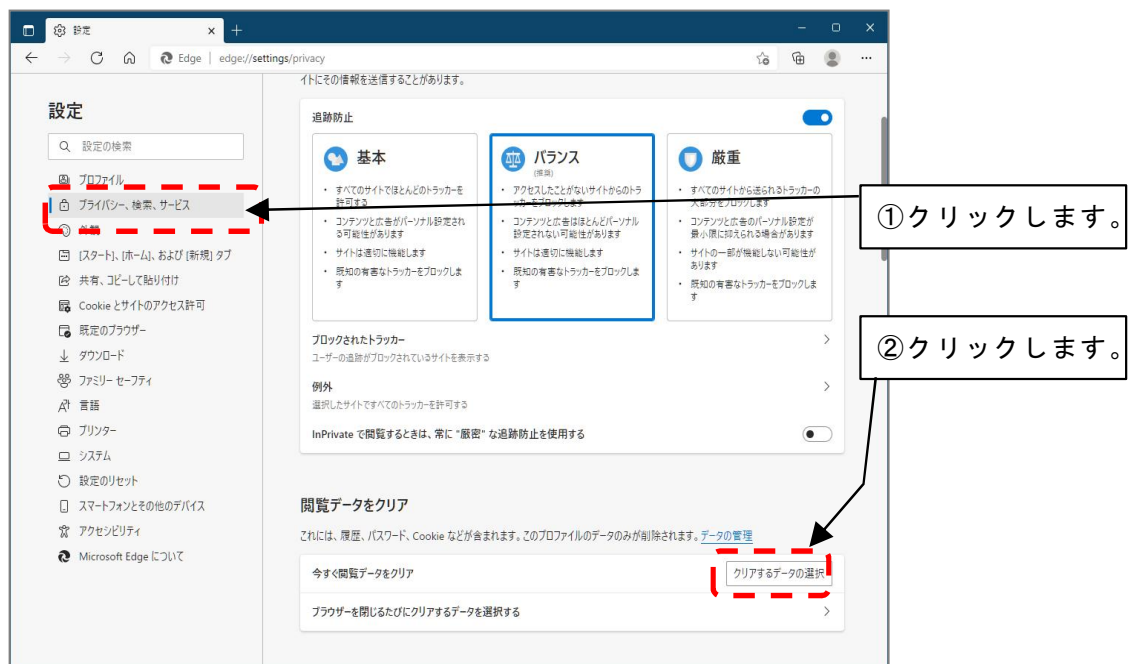 設定
Edge | edge://settings/privacy
イトにその情報を送信することがあります。
設定
設定の検索
プロファイル
プライバシー、検索、サービス
外観
[スタート]、[ホーム]、および [新規] タブ
共有、コピーして貼り付け
Cookie とサイトのアクセス許可
既定のブラウザー
ダウンロード
ファミリー セーフティ
言語
プリンター
システム
設定のリセット
スマートフォンとその他のデバイス
アクセシビリティ
Microsoft Edge について
追跡防止
基本
・ すべてのサイトでほとんどのトラッカーを
許可する
・ コンテンツと広告がパーソナル設定され
る可能性があります
・ サイトは適切に機能します
・ 既知の有害なトラッカーをブロックしま
す
バランス
(推奨)
・ アクセスしたことがないサイトからのトラ
ッカーをブロックします
・ コンテンツと広告はほとんどパーソナル
設定されない可能性があります
・ サイトは適切に機能します
・ 既知の有害なトラッカーをブロックしま
す
厳重
・ すべてのサイトから送られるトラッカーの
大部分をブロックします
・ コンテンツと広告のパーソナル設定が
最小限に抑えられる場合があります
・ サイトの一部が機能しない可能性が
あります
・ 既知の有害なトラッカーをブロックしま
す
ブロックされたトラッカー
ユーザーの追跡がブロックされているサイトを表示する
例外
選択したサイトですべてのトラッカーを許可する
InPrivate で閲覧するときは、常に "厳密" な追跡防止を使用する
閲覧データをクリア
これには、履歴、パスワード、Cookie などが含まれます。このプロファイルのデータのみが削除されます。データの管理
今すぐ閲覧データをクリア
クリアするデータの選択
ブラウザーを閉じるたびにクリアするデータを選択する
①クリックします。
②クリックします。